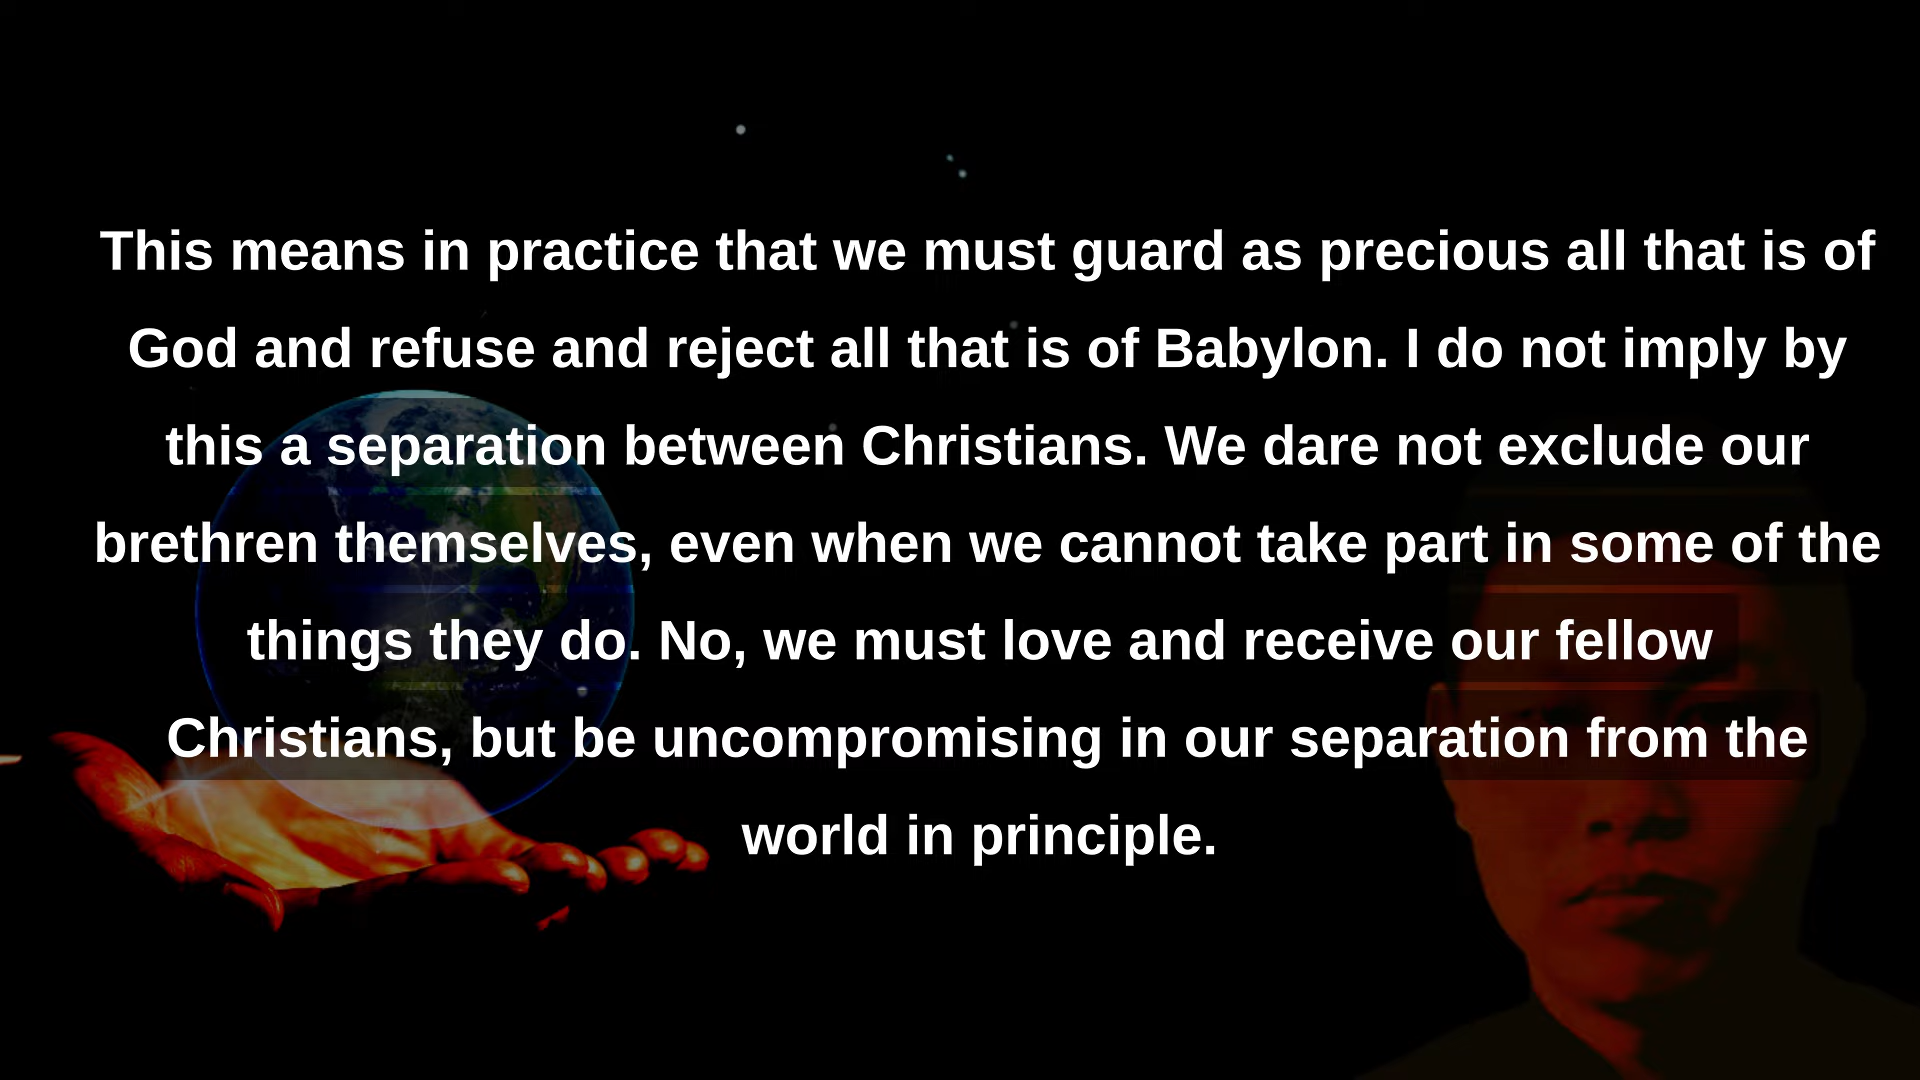 This means in practice that we must guard as precious all that is of
God and refuse and reject all that is of Babylon. I do not imply by
this a separation between Christians. We dare not exclude our
brethren themselves, even when we cannot take part in some of the
things they do. No, we must love and receive our fellow
Christians, but be uncompromising in our separation from the
world in principle.